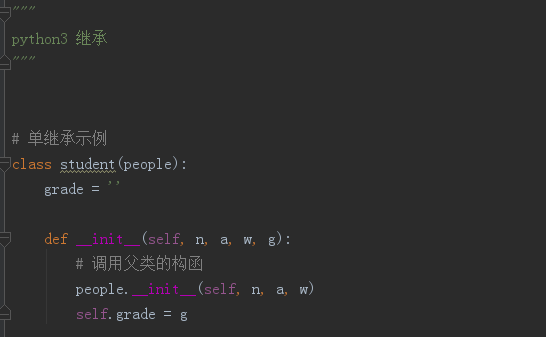 """
python3 继承
"""
# 单继承示例
class student(people):
    grade = ''
    def __init__(self, n, a, w, g):
        # 调用父类的构函
        people.__init__(self, n, a, w)
        self.grade = g